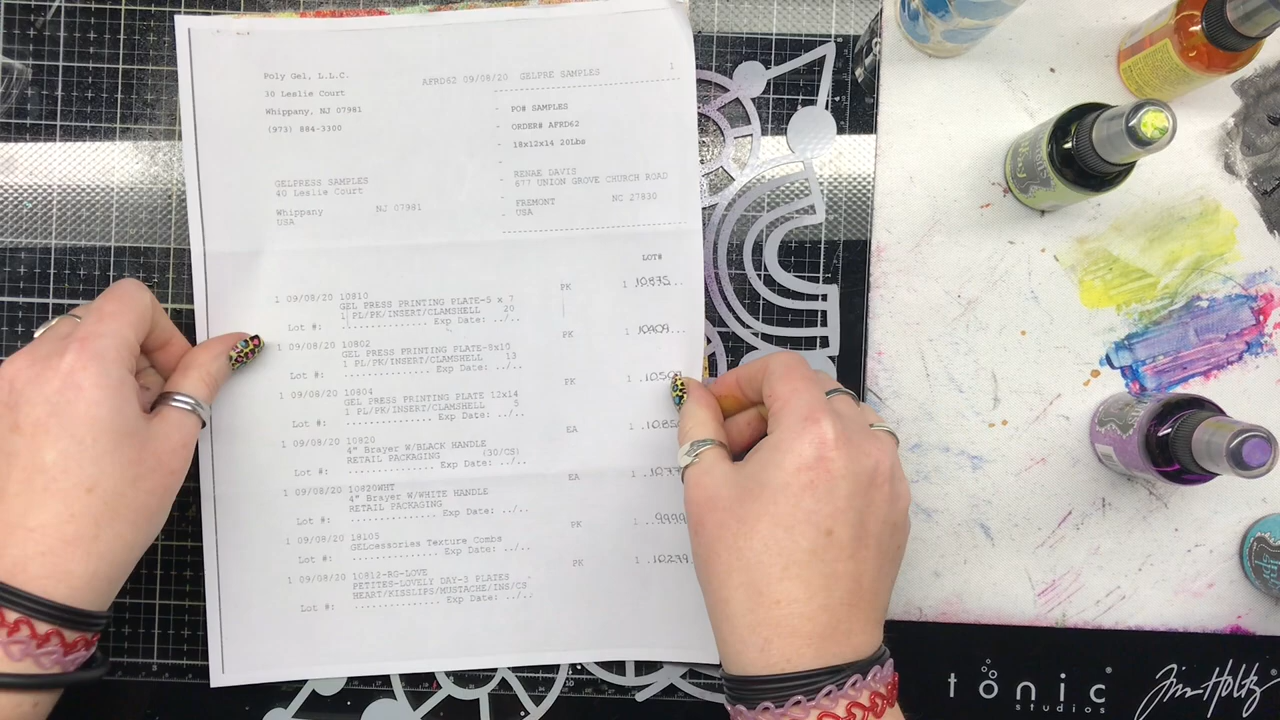 Poly Gel, L.L.C.
30 Leslie Court
Whippany, NJ 07981
(973) 884-3300
AFRD62 09/08/20 GELPRE SAMPLES 1
- PO# SAMPLES
- ORDER# AFRD62
- 18x12x14 20Lbs
-
- RENAE DAVIS
- 877 UNION GROVE CHURCH ROAD
- FREMONT NC 27830
- USA
GELPRESS SAMPLES
40 Leslie Court
Whippany NJ 07981
USA
LOT#
1 09/08/20 10810 PK 1 10875...
GEL PRESS PRINTING PLATE-5 x 7
1 PL/PK/INSERT/CLAMSHELL 20
Lot #: .............. Exp Date: ../..
1 09/08/20 10802 PK 1 10909...
GEL PRESS PRINTING PLATE-8x10
1 PL/PK/INSERT/CLAMSHELL 13
Lot #: .............. Exp Date: ../..
1 09/08/20 10804 PK 1 ..10509
GEL PRESS PRINTING PLATE 12x14
1 PL/PK/INSERT/CLAMSHELL 5
Lot #: .............. Exp Date: ../..
1 09/08/20 10820 EA 1
4" Brayer W/BLACK HANDLE
RETAIL PACKAGING (30/CS)
Lot #: .............. Exp Date: ../..
1 09/08/20 10820WHT EA 1
4" Brayer W/WHITE HANDLE
RETAIL PACKAGING
Lot #: .............. Exp Date: ../..
1 09/08/20 18105 PK 1 ..9999
GELcessories Texture Combs
Lot #: .............. Exp Date: ../..
1 09/08/20 10812-RG-LOVE PK 1 ..10279.
PETITES-LOVELY DAY-3 PLATES
HEART/KISSLIPS/MUSTACHE/INS/CS
Lot #: .............. Exp Date: ../..
tonic®
studios
Tim Holtz